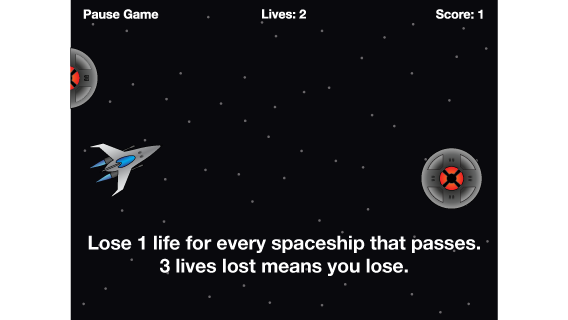 Pause Game Lives: 2 Score: 1
Lose 1 life for every spaceship that passes.
3 lives lost means you lose.